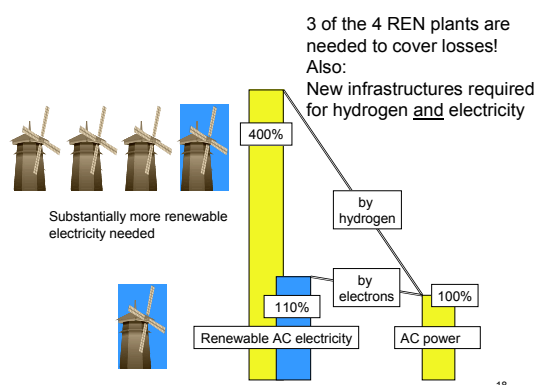 3 of the 4 REN plants are
needed to cover losses!
Also:
New infrastructures required
for hydrogen and electricity
400%
by
hydrogen
Substantially more renewable
electricity needed
by
electrons
100%
110%
Renewable AC electricity
AC power
18